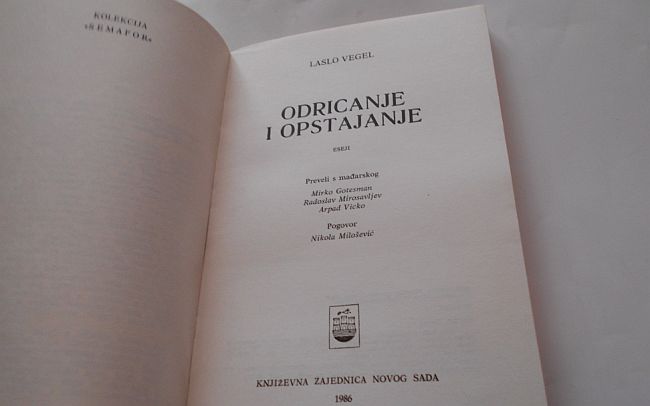 KOLEKCIJA
»SEMAFOR«
LASLO VEGEL
ODRICANJE
I OPSTAJANJE
ESEJI
Preveli s mađarskog
Mirko Gotesman
Radoslav Mirosavljev
Arpad Vicko
Pogovor
Nikola Milošević
KNJIŽEVNA ZAJEDNICA NOVOG SADA
1986